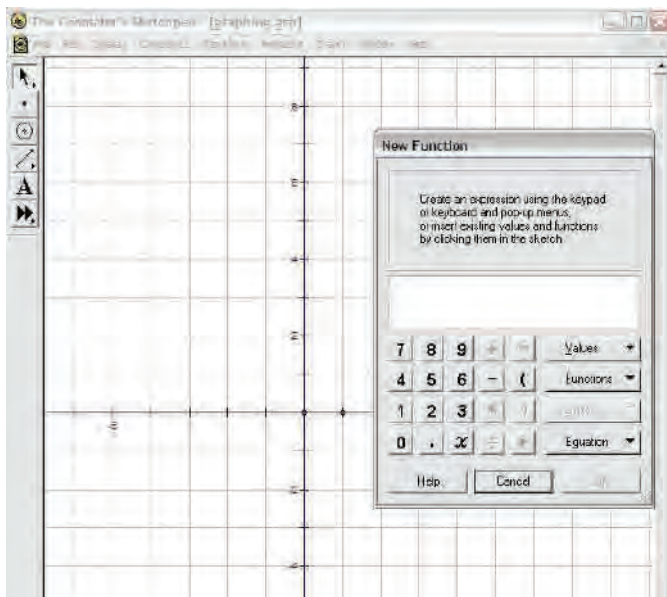 The Geometer's Sketchpad - [graphing.gsp]
8
6
4
2
-2
-4
A
New Function
Create an expression using the keypad
or keyboard and pop-up menus,
or insert existing values and functions
by clicking them in the sketch.
7 8 9 + Values
4 5 6 - ( Functions
1 2 3 * )
0 . x ÷ Equation
Help Cancel